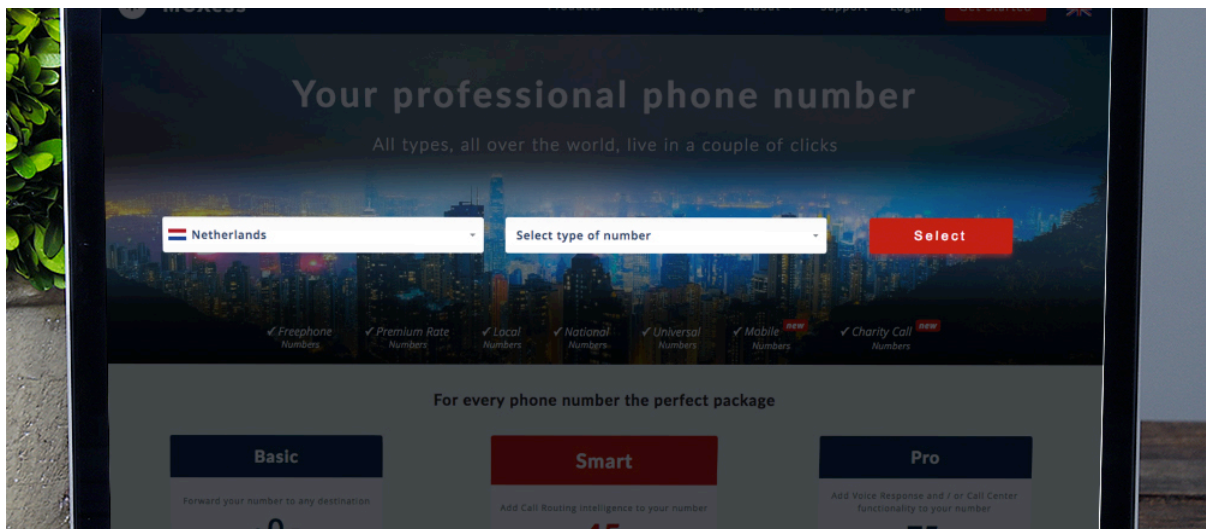 Your professional phone number
All types, all over the world, live in a couple of clicks
Netherlands
Select type of number
Select
✓ Freephone Numbers
✓ Premium Rate Numbers
✓ Local Numbers
✓ National Numbers
✓ Universal Numbers
✓ Mobile Numbers new
✓ Charity Call Numbers new
For every phone number the perfect package
Basic
Forward your number to any destination
Smart
Add Call Routing Intelligence to your number
Pro
Add Voice Response and / or Call Center
functionality to your number